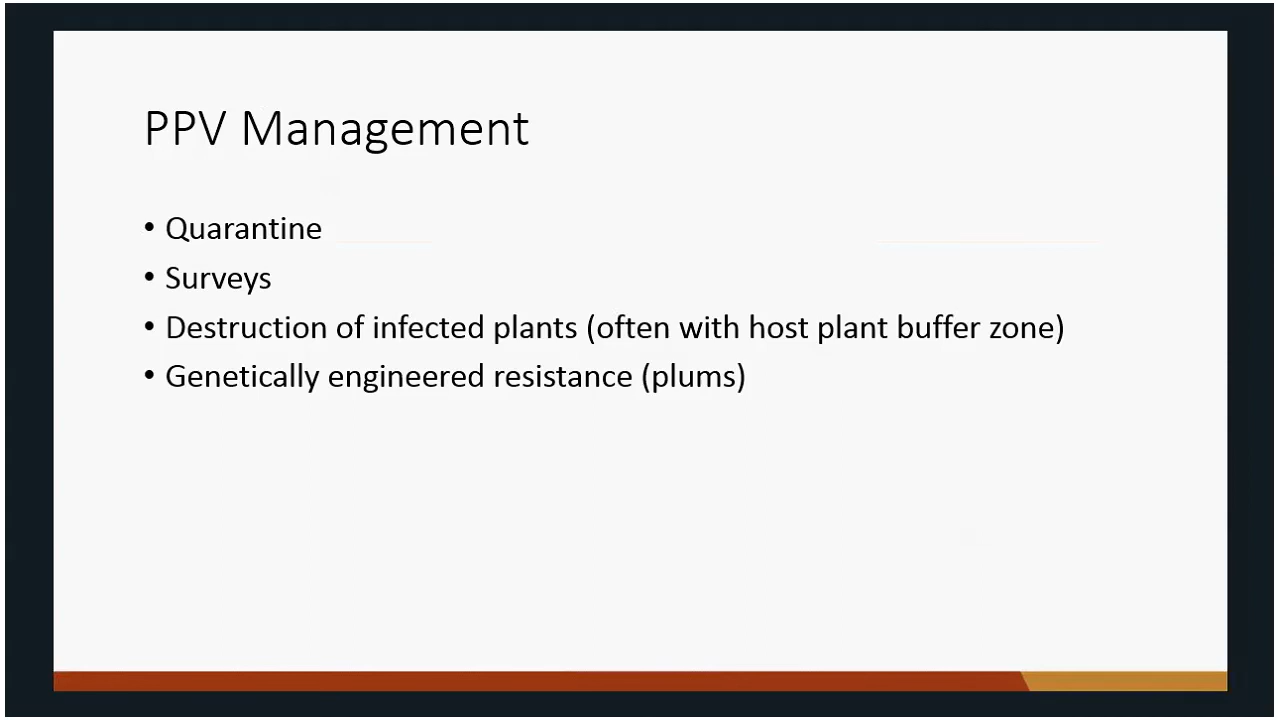 PPV Management
• Quarantine
• Surveys
• Destruction of infected plants (often with host plant buffer zone)
• Genetically engineered resistance (plums)